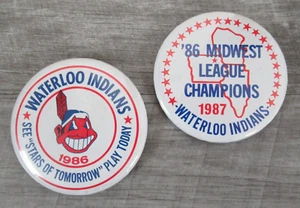 WATERLOO INDIANS
1986
SEE "STARS OF TOMORROW" PLAY TODAY
'86 MIDWEST
LEAGUE
CHAMPIONS
1987
WATERLOO INDIANS